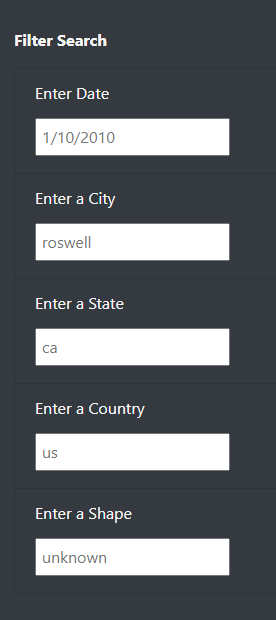 Filter Search
Enter Date
1/10/2010
Enter a City
roswell
Enter a State
ca
Enter a Country
us
Enter a Shape
unknown